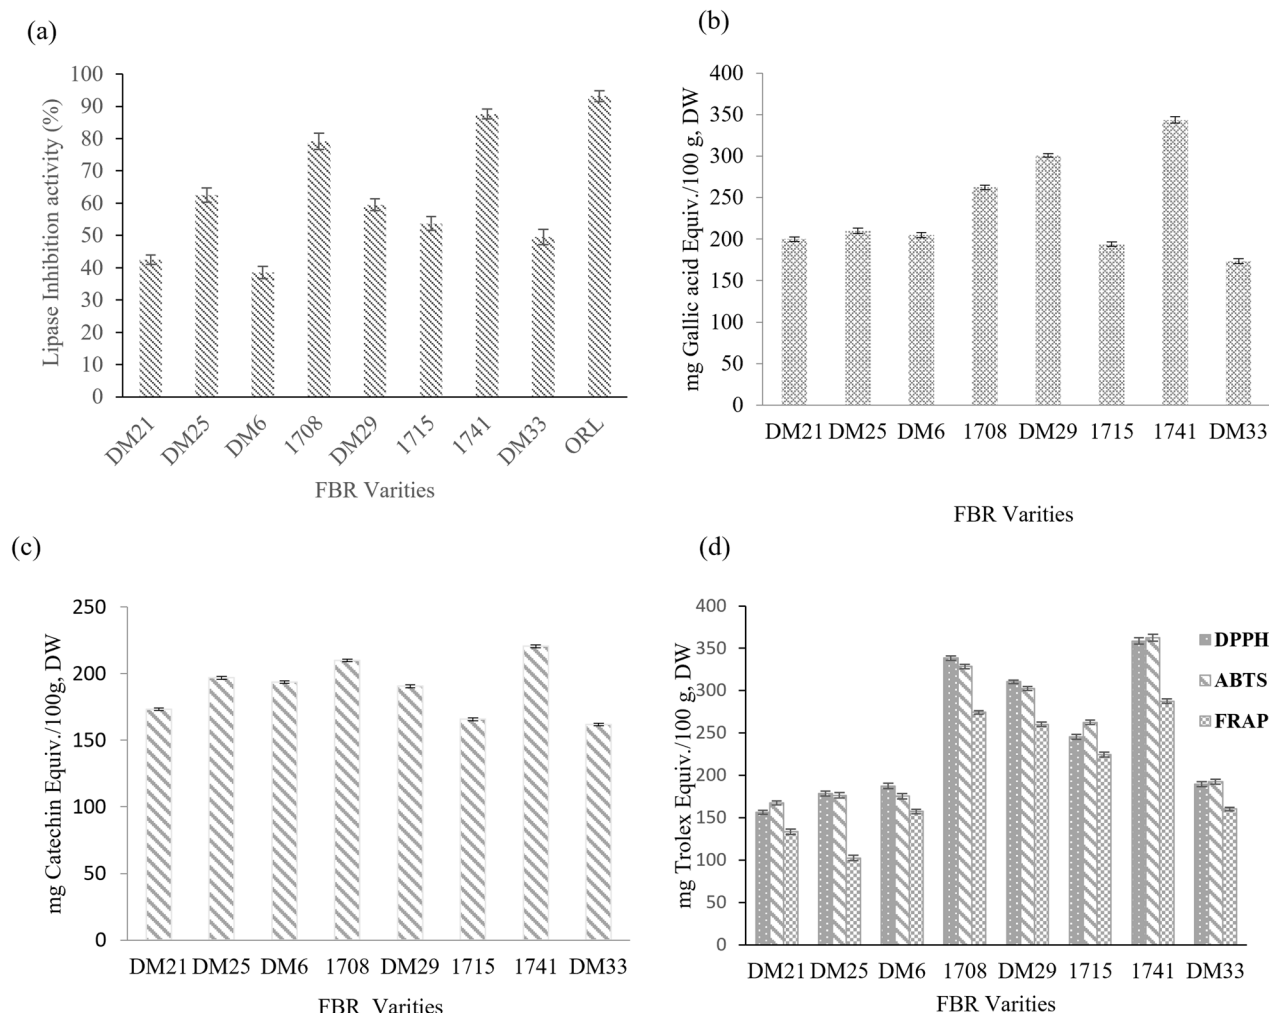 (a)
Lipase Inhibition activity (%)
100
90
80
70
60
50
40
30
20
10
0
DM21 DM25 DM6 1708 DM29 1715 1741 DM33 ORL
FBR Varities
(b)
mg Gallic acid Equiv./100 g, DW
400
350
300
250
200
150
100
50
0
DM21 DM25 DM6 1708 DM29 1715 1741 DM33
FBR Varities
(c)
mg Catechin Equiv./100g, DW
250
200
150
100
50
0
DM21 DM25 DM6 1708 DM29 1715 1741 DM33
FBR Varities
(d)
mg Trolex Equiv./100 g, DW
400
350
300
250
200
150
100
50
0
DPPH
ABTS
FRAP
DM21 DM25 DM6 1708 DM29 1715 1741 DM33
FBR Varities